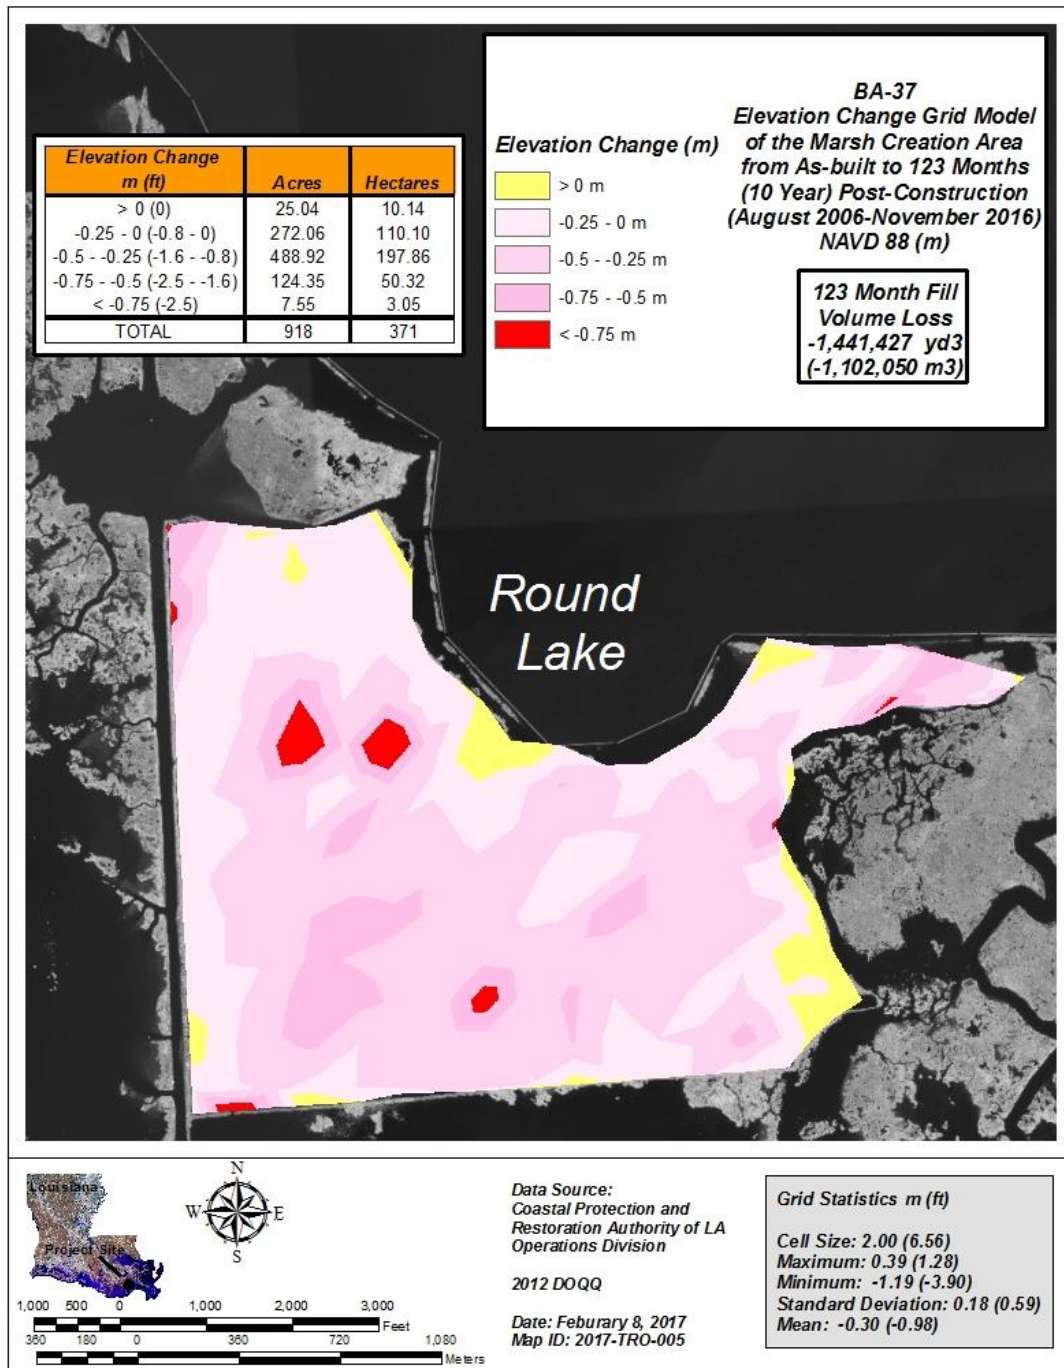 BA-37
Elevation Change Grid Model
of the Marsh Creation Area
from As-built to 123 Months
(10 Year) Post-Construction
(August 2006-November 2016)
NAVD 88 (m)
123 Month Fill
Volume Loss
-1,441,427 yd3
(-1,102,050 m3)
Elevation Change (m)
> 0 m
-0.25 - 0 m
-0.5 - -0.25 m
-0.75 - -0.5 m
< -0.75 m
Elevation Change
m (ft) Acres Hectares
> 0 (0) 25.04 10.14
-0.25 - 0 (-0.8 - 0) 272.06 110.10
-0.5 - -0.25 (-1.6 - -0.8) 488.92 197.86
-0.75 - -0.5 (-2.5 - -1.6) 124.35 50.32
< -0.75 (-2.5) 7.55 3.05
TOTAL 918 371
Round
Lake
Louisiana
Project Site
N
W E
S
1,000 500 0 1,000 2,000 3,000
Feet
360 180 0 360 720 1,080
Meters
Data Source:
Coastal Protection and
Restoration Authority of LA
Operations Division
2012 DOQQ
Date: Feburary 8, 2017
Map ID: 2017-TRO-005
Grid Statistics m (ft)
Cell Size: 2.00 (6.56)
Maximum: 0.39 (1.28)
Minimum: -1.19 (-3.90)
Standard Deviation: 0.18 (0.59)
Mean: -0.30 (-0.98)